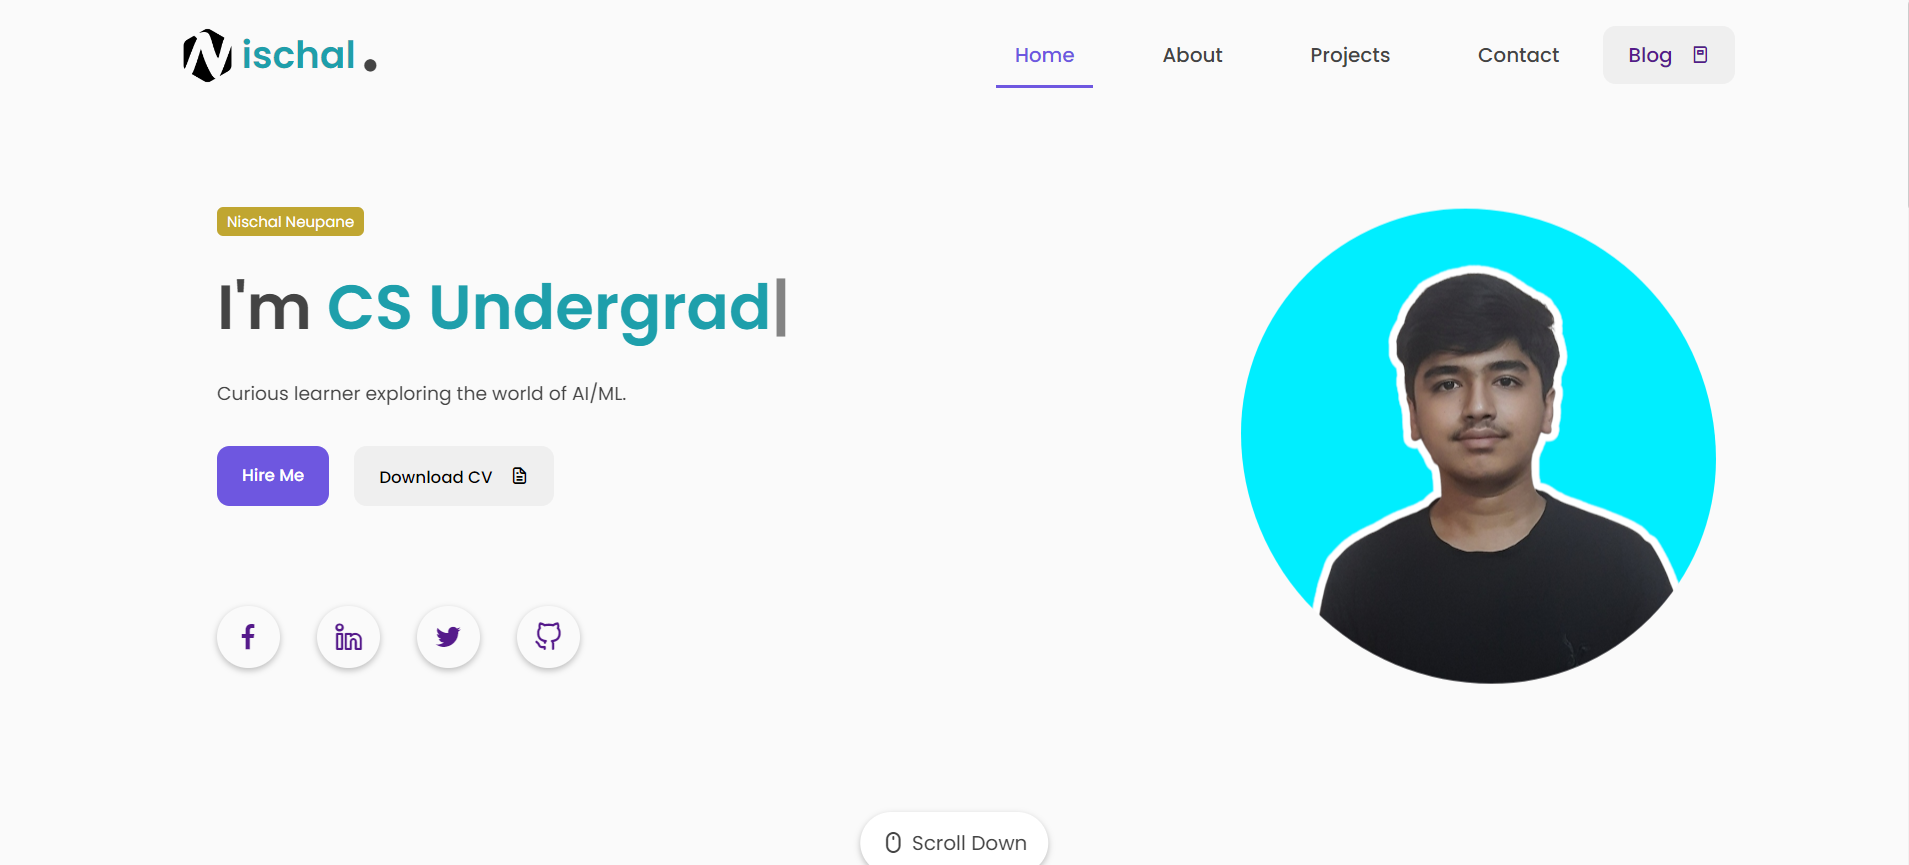 Nischal.
Home About Projects Contact Blog
Nischal Neupane
I'm CS Undergrad|
Curious learner exploring the world of AI/ML.
Hire Me Download CV
Scroll Down